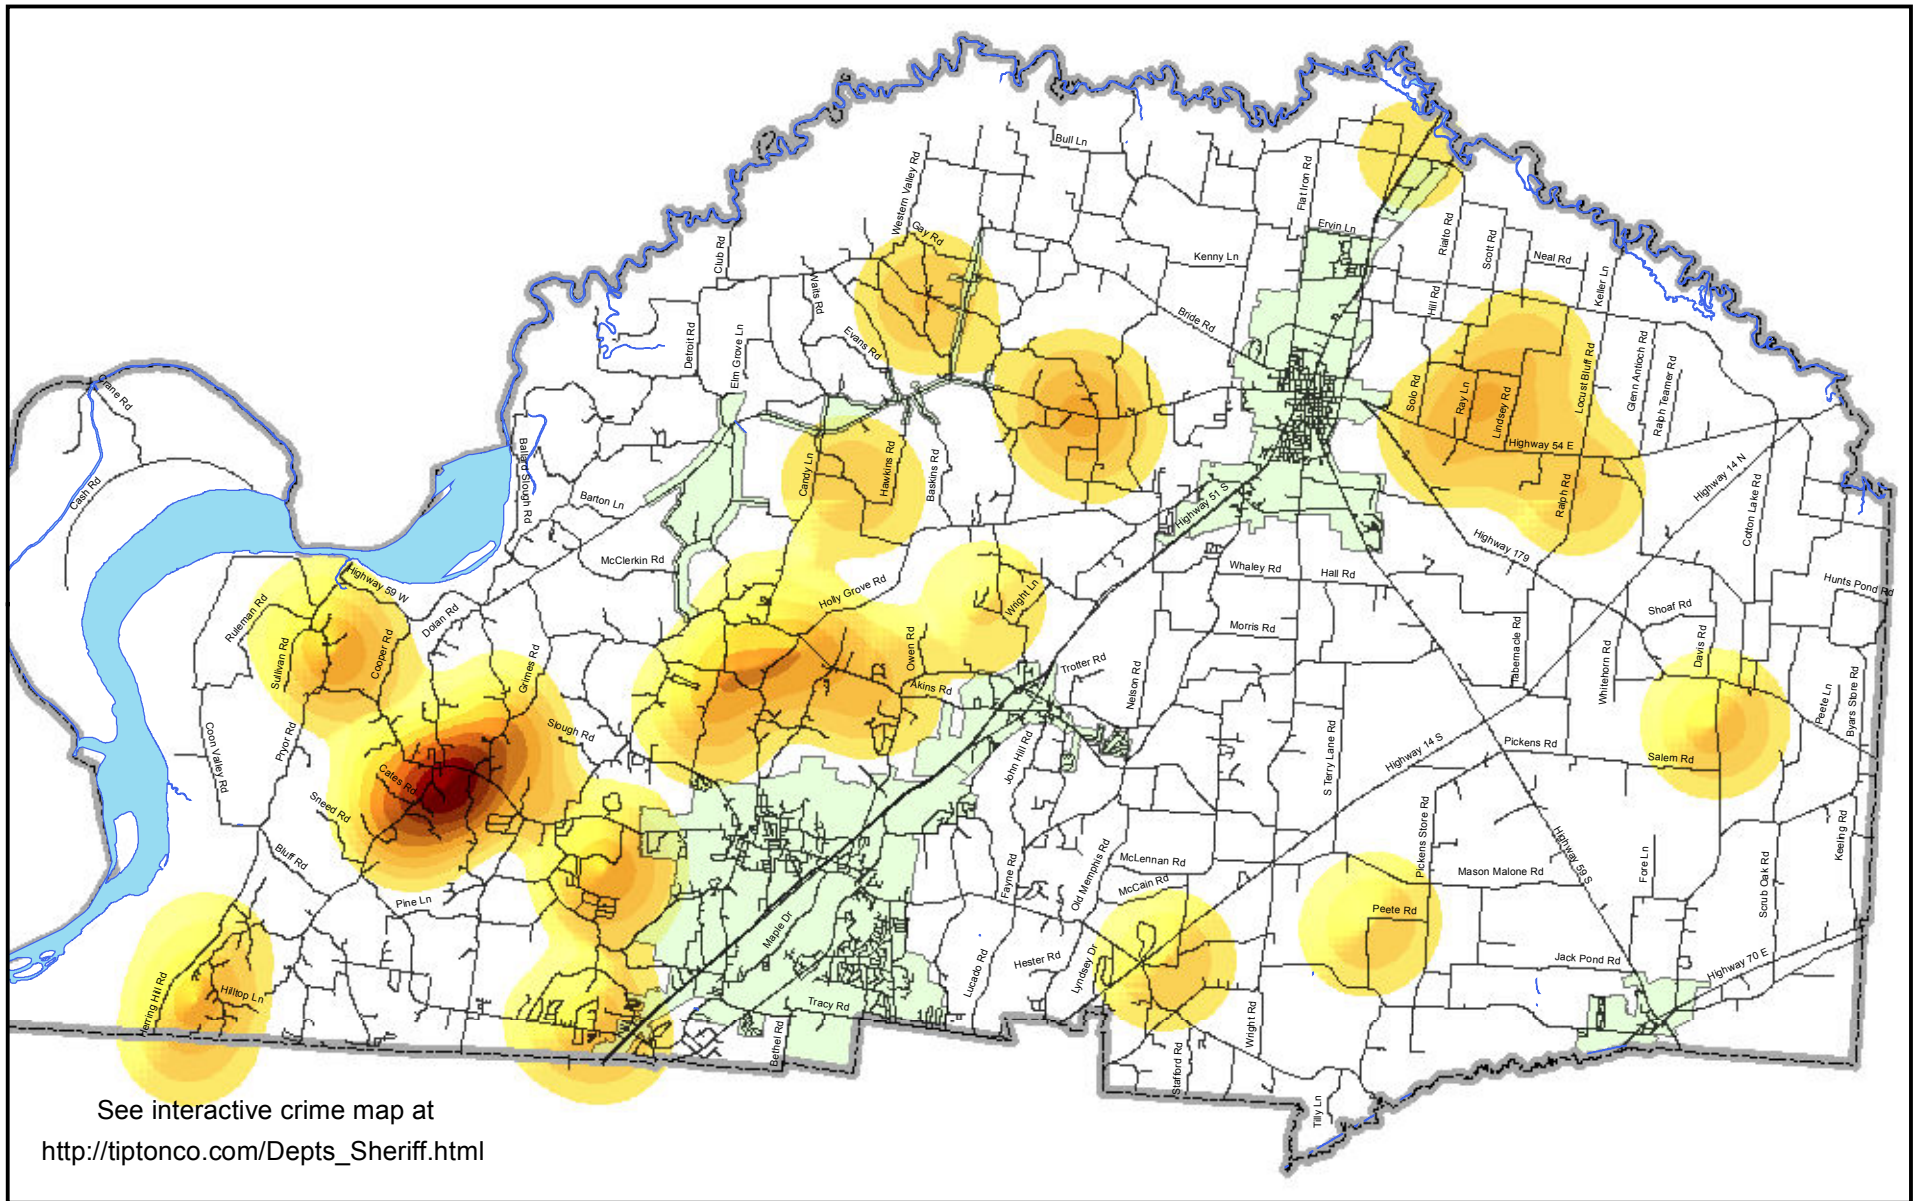 Bull Ln
Western Valley Rd
Flat Iron Rd
Gay Rd
Ervin Ln
Rialto Rd
Scott Rd
Club Rd
Kenny Ln
Neal Rd
Keller Ln
Waits Rd
Hill Rd
Detroit Rd
Elm Grove Ln
Evans Rd
Bride Rd
Crane Rd
Solo Rd
Ray Ln
Lindsey Rd
Locust Bluff Rd
Glenn Antioch Rd
Ralph Teamer Rd
Highway 54 E
Cash Rd
Ballard Slough Rd
Barton Ln
Candy Ln
Hawkins Rd
Baskins Rd
Highway 51 S
Ralph Rd
Highway 14 N
Cotton Lake Rd
McClerkin Rd
Highway 179
Highway 59 W
Holly Grove Rd
Wright Ln
Whaley Rd
Hall Rd
Hunts Pond Rd
Ruleman Rd
Dolan Rd
Shoaf Rd
Sullivan Rd
Cooper Rd
Grimes Rd
Owen Rd
Morris Rd
Tabernacle Rd
Whitehorn Rd
Davis Rd
Akins Rd
Trotter Rd
Nelson Rd
Peete Ln
Byars Store Rd
Coon Valley Rd
Pryor Rd
Slough Rd
John Hill Rd
S Terry Lane Rd
Highway 14 S
Pickens Rd
Salem Rd
Cates Rd
Sneed Rd
Pickens Store Rd
Highway 59 S
Keeling Rd
Bluff Rd
Fayne Rd
Old Memphis Rd
McLennan Rd
McCain Rd
Mason Malone Rd
Fore Ln
Scrub Oak Rd
Pine Ln
Maple Dr
Peete Rd
Herring Hill Rd
Hilltop Ln
Lucado Rd
Hester Rd
Lyndsey Dr
Jack Pond Rd
Highway 70 E
Tracy Rd
Bethel Rd
Wright Rd
Stafford Rd
Tilly Ln
See interactive crime map at
http://tiptonco.com/Depts_Sheriff.html